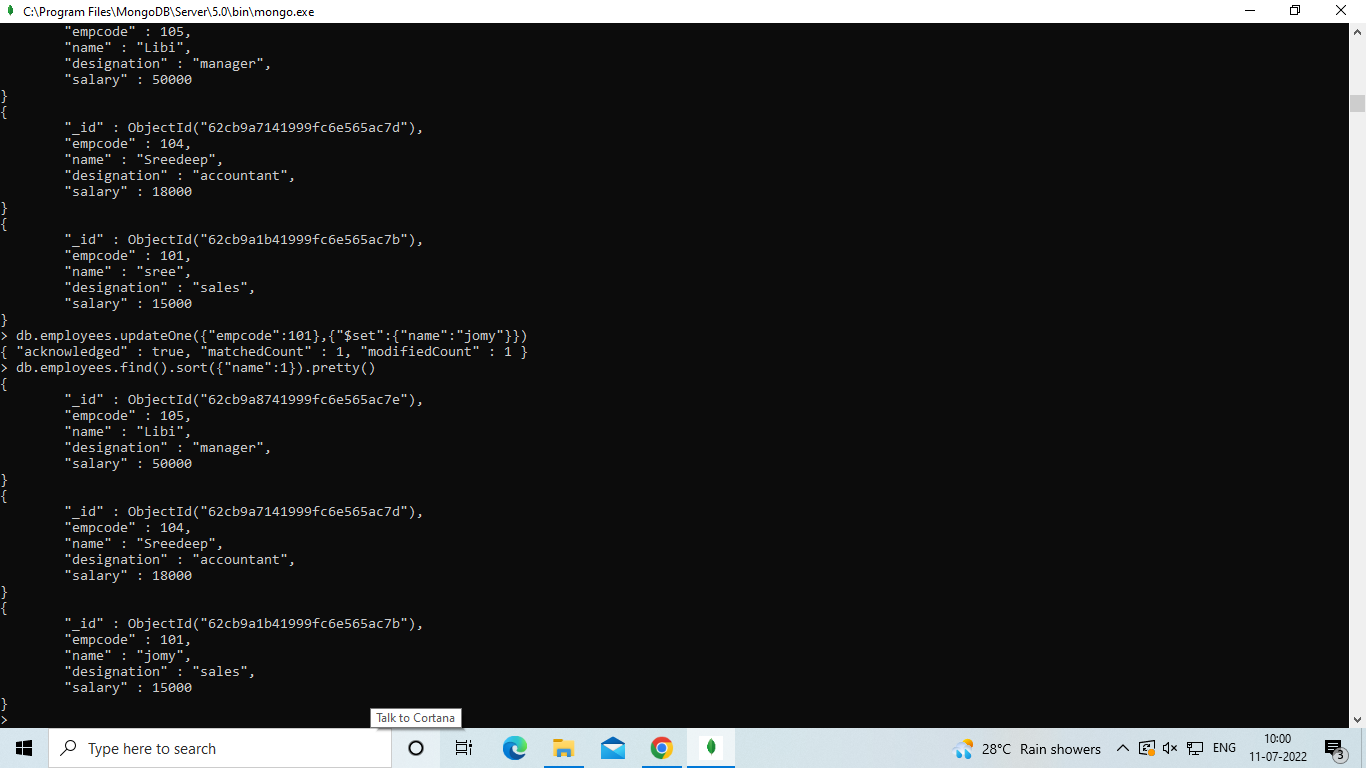 C:\Program Files\MongoDB\Server\5.0\bin\mongo.exe
"empcode" : 105,
"name" : "Libi",
"designation" : "manager",
"salary" : 50000
}
{
"_id" : ObjectId("62cb9a7141999fc6e565ac7d"),
"empcode" : 104,
"name" : "Sreedeep",
"designation" : "accountant",
"salary" : 18000
}
{
"_id" : ObjectId("62cb9a1b41999fc6e565ac7b"),
"empcode" : 101,
"name" : "sree",
"designation" : "sales",
"salary" : 15000
}
> db.employees.updateOne({"empcode":101},{"$set":{"name":"jomy"}})
{ "acknowledged" : true, "matchedCount" : 1, "modifiedCount" : 1 }
> db.employees.find().sort({"name":1}).pretty()
{
"_id" : ObjectId("62cb9a8741999fc6e565ac7e"),
"empcode" : 105,
"name" : "Libi",
"designation" : "manager",
"salary" : 50000
}
{
"_id" : ObjectId("62cb9a7141999fc6e565ac7d"),
"empcode" : 104,
"name" : "Sreedeep",
"designation" : "accountant",
"salary" : 18000
}
{
"_id" : ObjectId("62cb9a1b41999fc6e565ac7b"),
"empcode" : 101,
"name" : "jomy",
"designation" : "sales",
"salary" : 15000
}
>
Talk to Cortana
Type here to search
28°C Rain showers
ENG
10:00
11-07-2022
3